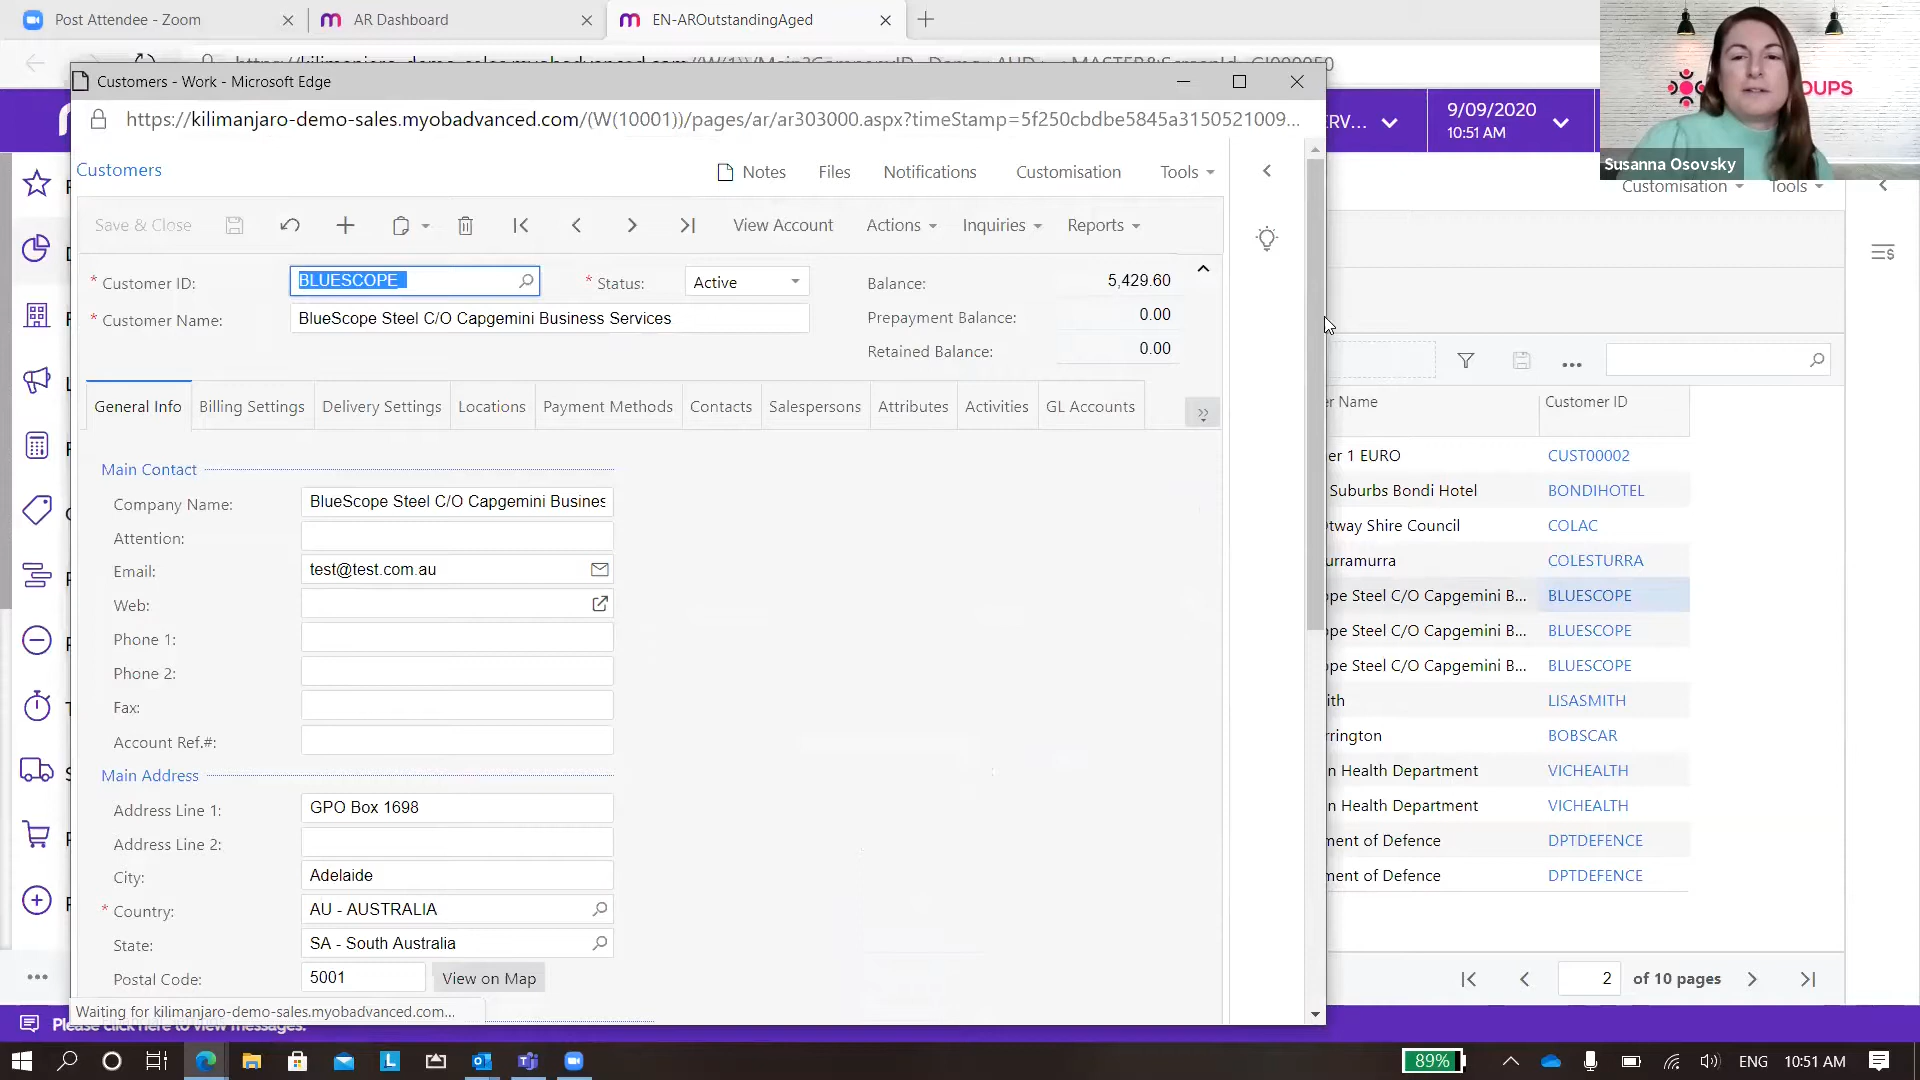 Post Attendee - Zoom
AR Dashboard
EN-AROutstandingAged
Customers - Work - Microsoft Edge
https://kilimanjaro-demo-sales.myobadvanced.com/(W(10001))/pages/ar/ar303000.aspx?timeStamp=5f250cbdbe5845a3150521009...
ERV...
9/09/2020
10:51 AM
OUPS
Susanna Osovsky
Customisation
Tools
Customers
Notes
Files
Notifications
Customisation
Tools
Save & Close
View Account
Actions
Inquiries
Reports
* Customer ID:
BLUESCOPE
* Status:
Active
Balance:
5,429.60
* Customer Name:
BlueScope Steel C/O Capgemini Business Services
Prepayment Balance:
0.00
Retained Balance:
0.00
General Info
Billing Settings
Delivery Settings
Locations
Payment Methods
Contacts
Salespersons
Attributes
Activities
GL Accounts
Main Contact
Company Name:
BlueScope Steel C/O Capgemini Busines
Attention:
Email:
test@test.com.au
Web:
Phone 1:
Phone 2:
Fax:
Account Ref.#:
Main Address
Address Line 1:
GPO Box 1698
Address Line 2:
City:
Adelaide
* Country:
AU - AUSTRALIA
State:
SA - South Australia
Postal Code:
5001
View on Map
Waiting for kilimanjaro-demo-sales.myobadvanced.com...
er Name
Customer ID
er 1 EURO
CUST00002
Suburbs Bondi Hotel
BONDIHOTEL
tway Shire Council
COLAC
urramurra
COLESTURRA
pe Steel C/O Capgemini B...
BLUESCOPE
pe Steel C/O Capgemini B...
BLUESCOPE
pe Steel C/O Capgemini B...
BLUESCOPE
ith
LISASMITH
rrington
BOBSCAR
n Health Department
VICHEALTH
n Health Department
VICHEALTH
ment of Defence
DPTDEFENCE
ment of Defence
DPTDEFENCE
2
of 10 pages
Please click here to view messages.
89%
ENG
10:51 AM